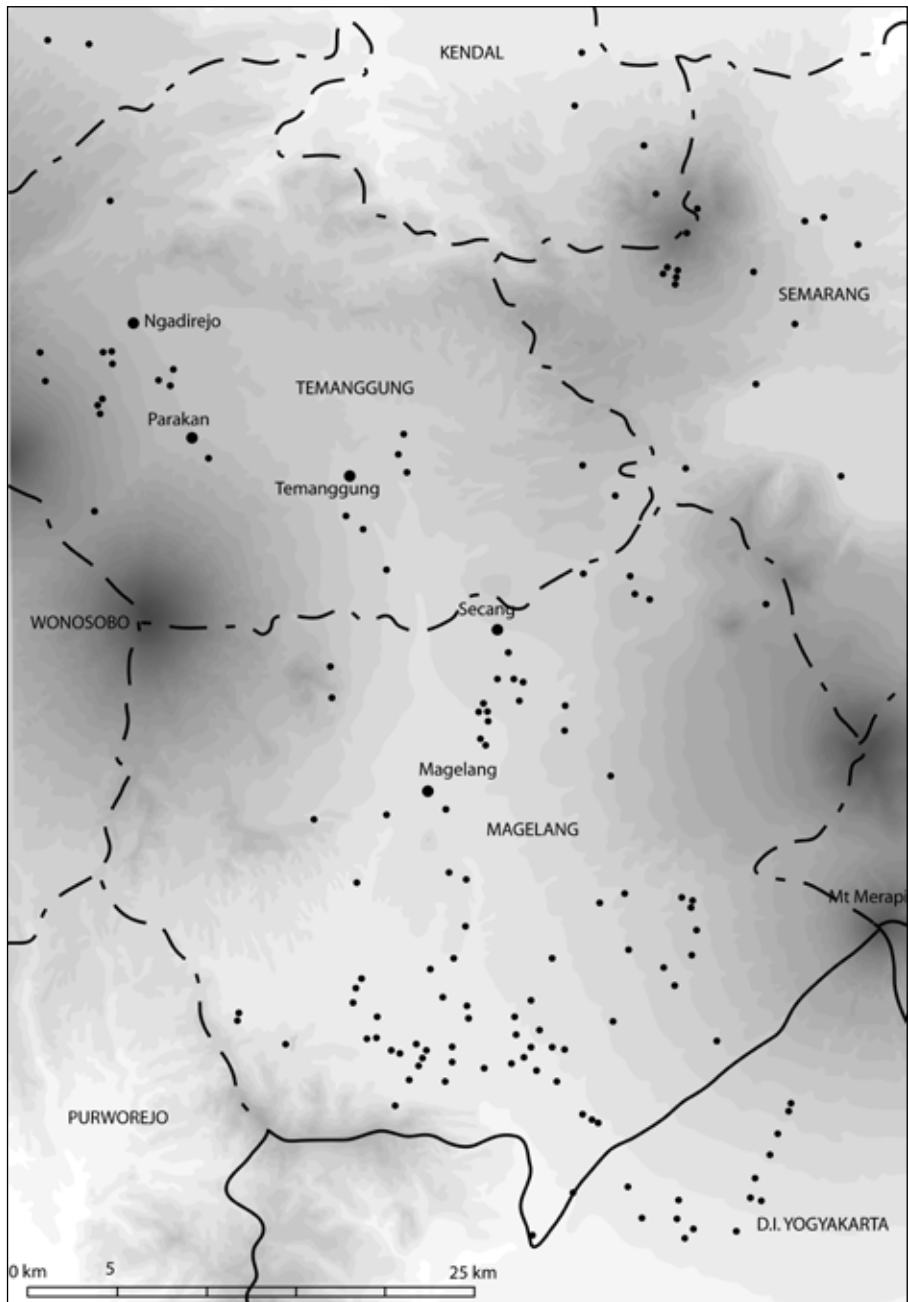 KENDAL
SEMARANG
Ngadirejo
TEMANGGUNG
Parakan
Temanggung
Secang
WONOSOBO
Magelang
MAGELANG
Mt Merapi
PURWOREJO
D.I. YOGYAKARTA
0 km 5 25 km